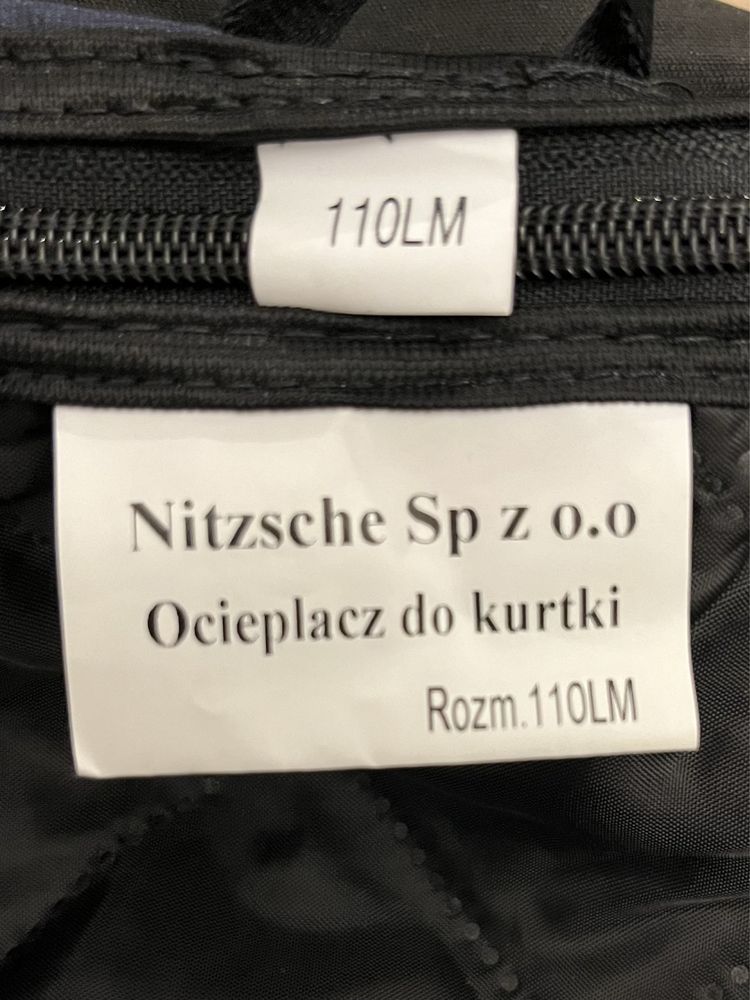 110LM
Nitzsche Sp z o.o
Ocieplacz do kurtki
Rozm.110LM